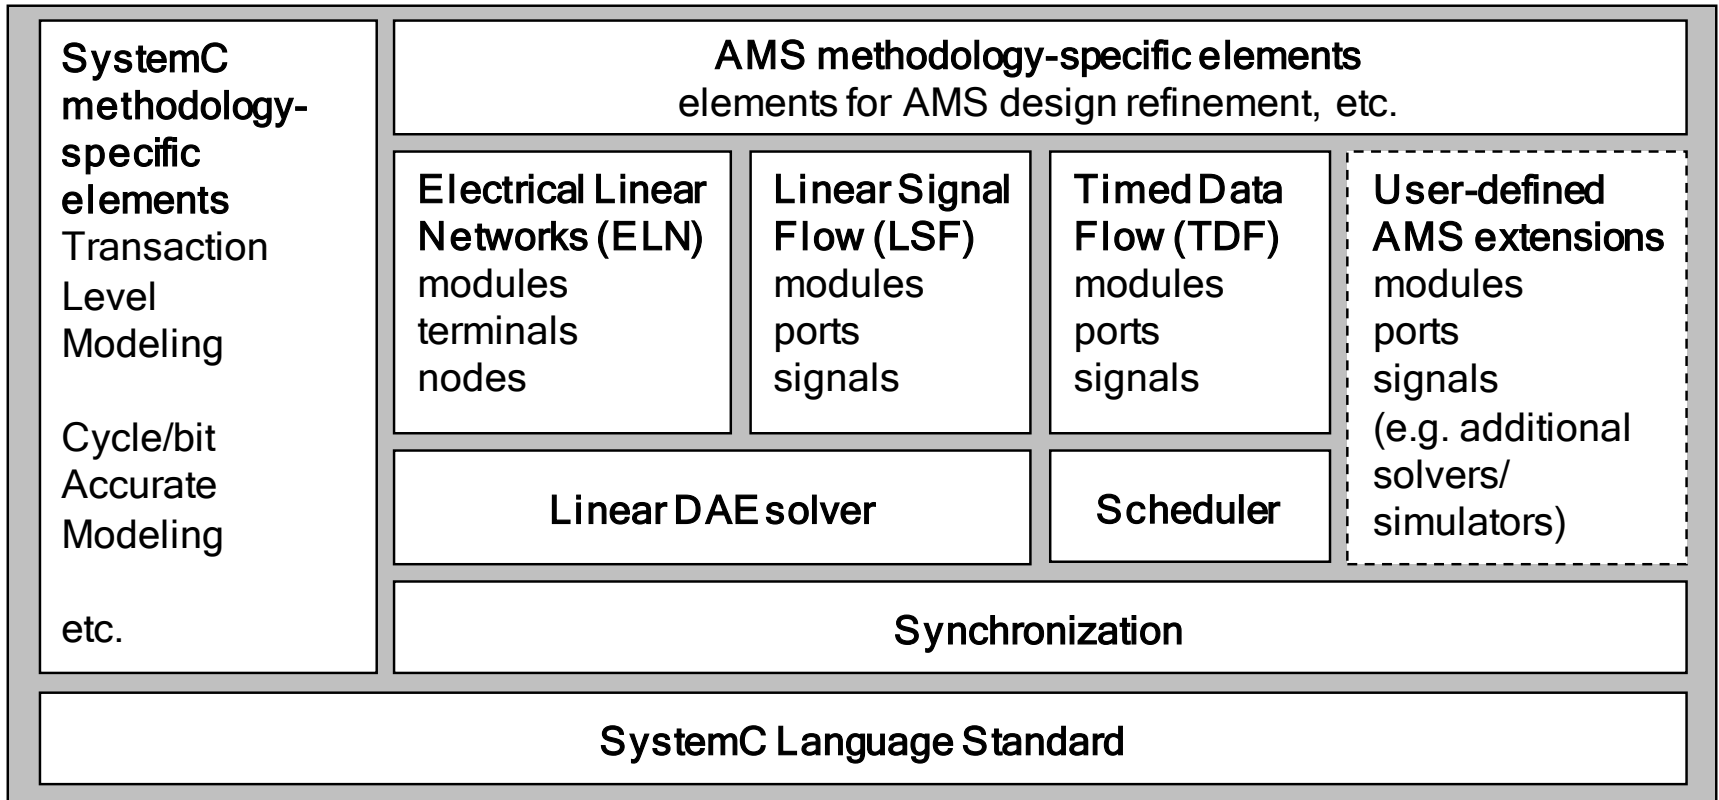 SystemC
methodology-
specific
elements
Transaction
Level
Modeling
Cycle/bit
Accurate
Modeling
etc.
AMS methodology-specific elements
elements for AMS design refinement, etc.
Electrical Linear
Networks (ELN)
modules
terminals
nodes
Linear Signal
Flow (LSF)
modules
ports
signals
Timed Data
Flow (TDF)
modules
ports
signals
User-defined
AMS extensions
modules
ports
signals
(e.g. additional
solvers/
simulators)
Linear DAE solver
Scheduler
Synchronization
SystemC Language Standard